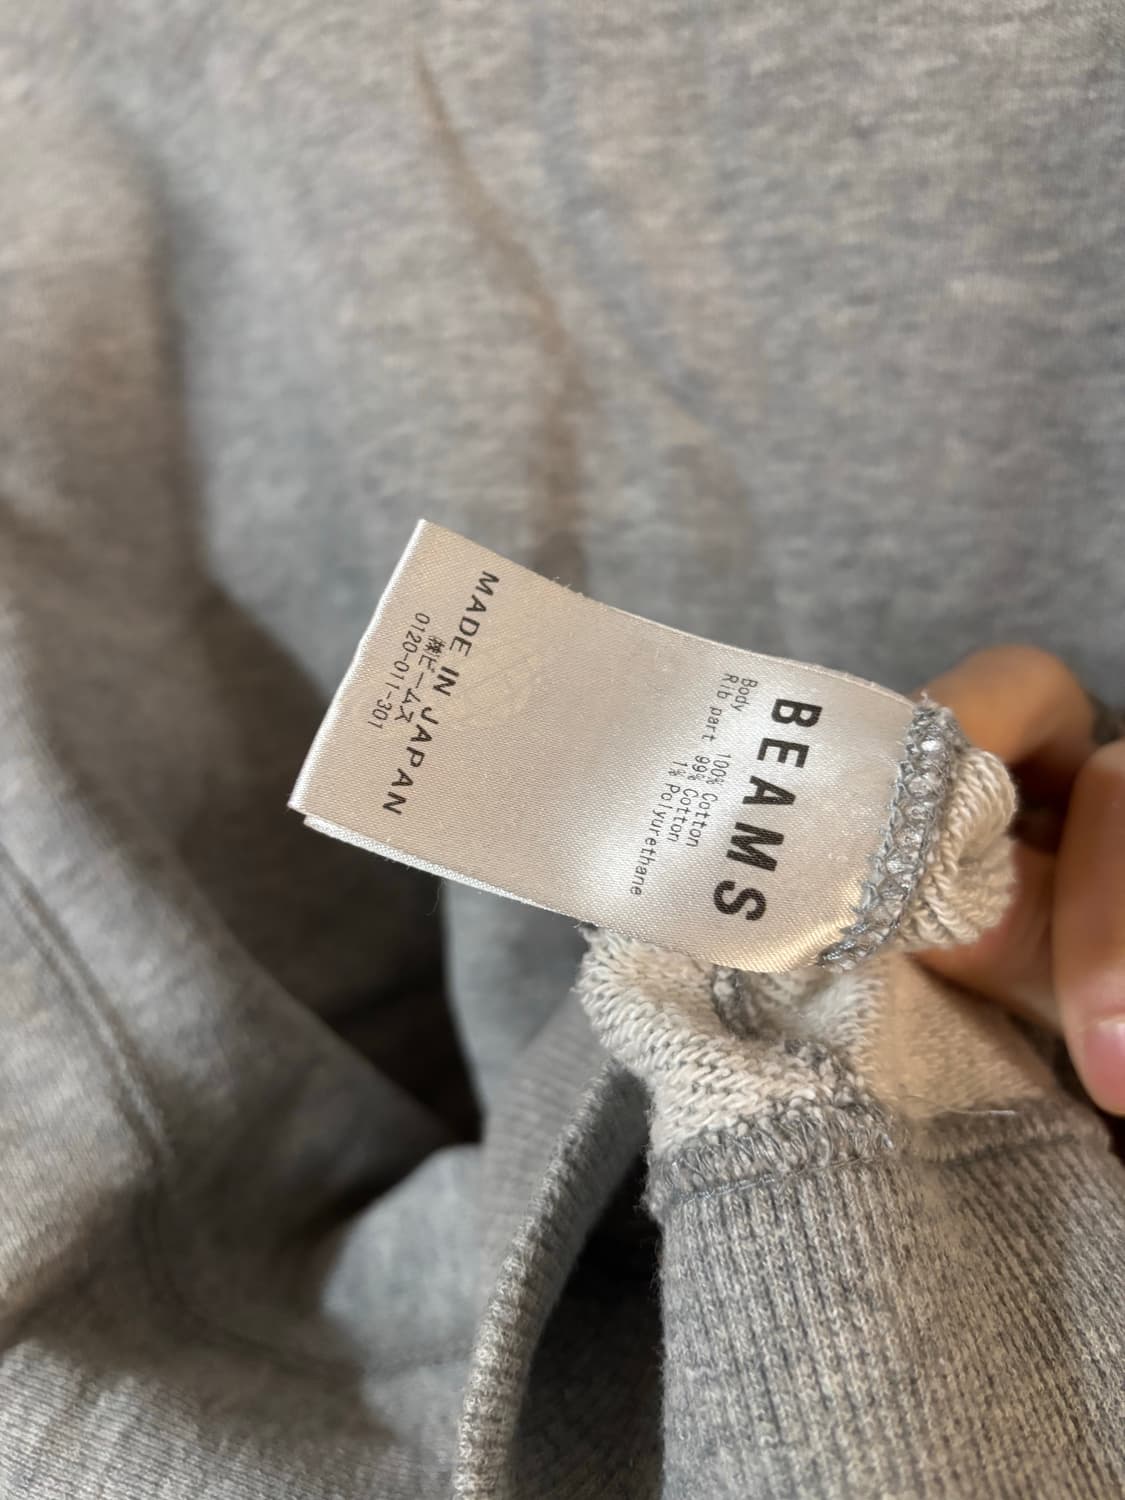 BEAMS
Body 100% Cotton
Rib part 99% Cotton
1% Polyurethane
MADE IN JAPAN
㈱ビームス
0120-011-301